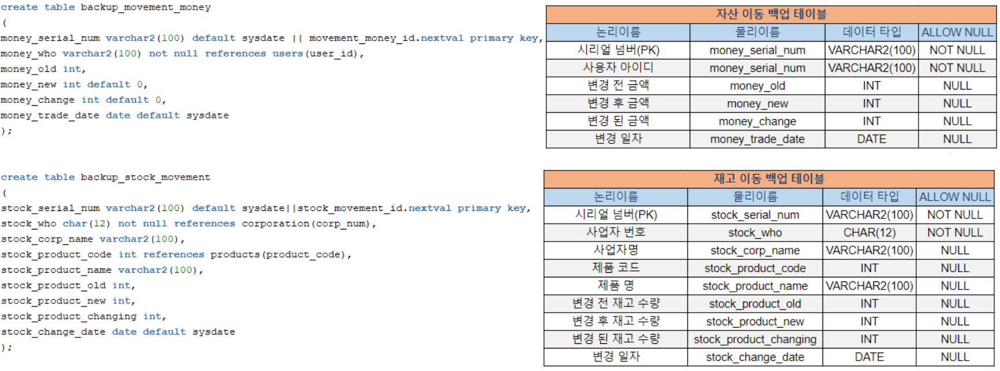 create table backup_movement_money
(
money_serial_num varchar2(100) default sysdate || movement_money_id.nextval primary key,
money_who varchar2(100) not null references users(user_id),
money_old int,
money_new int default 0,
money_change int default 0,
money_trade_date date default sysdate
);
자산 이동 백업 테이블
논리이름 물리이름 데이터 타입 ALLOW NULL
시리얼 넘버(PK) money_serial_num VARCHAR2(100) NOT NULL
사용자 아이디 money_serial_num VARCHAR2(100) NOT NULL
변경 전 금액 money_old INT NULL
변경 후 금액 money_new INT NULL
변경 된 금액 money_change INT NULL
변경 일자 money_trade_date DATE NULL
create table backup_stock_movement
(
stock_serial_num varchar2(100) default sysdate||stock_movement_id.nextval primary key,
stock_who char(12) not null references corporation(corp_num),
stock_corp_name varchar2(100),
stock_product_code int references products(product_code),
stock_product_name varchar2(100),
stock_product_old int,
stock_product_new int,
stock_product_changing int,
stock_change_date date default sysdate
);
재고 이동 백업 테이블
논리이름 물리이름 데이터 타입 ALLOW NULL
시리얼 넘버(PK) stock_serial_num VARCHAR2(100) NOT NULL
사업자 번호 stock_who CHAR(12) NOT NULL
사업자명 stock_corp_name VARCHAR2(100) NULL
제품 코드 stock_product_code INT NULL
제품 명 stock_product_name VARCHAR2(100) NULL
변경 전 재고 수량 stock_product_old INT NULL
변경 후 재고 수량 stock_product_new INT NULL
변경 된 재고 수량 stock_product_changing INT NULL
변경 일자 stock_change_date DATE NULL